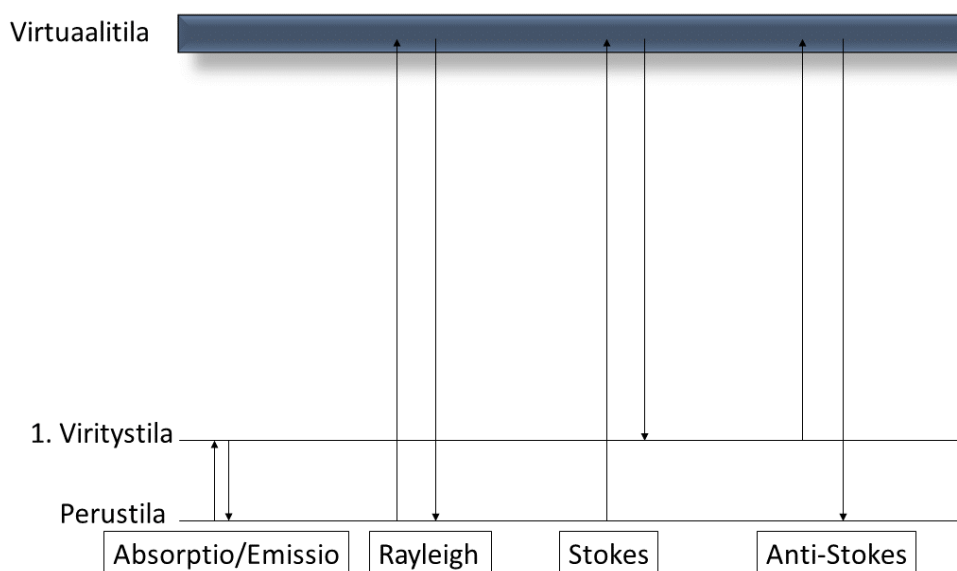 Virtuaalitila
1. Viritystila
Perustila
Absorptio/Emissio
Rayleigh
Stokes
Anti-Stokes